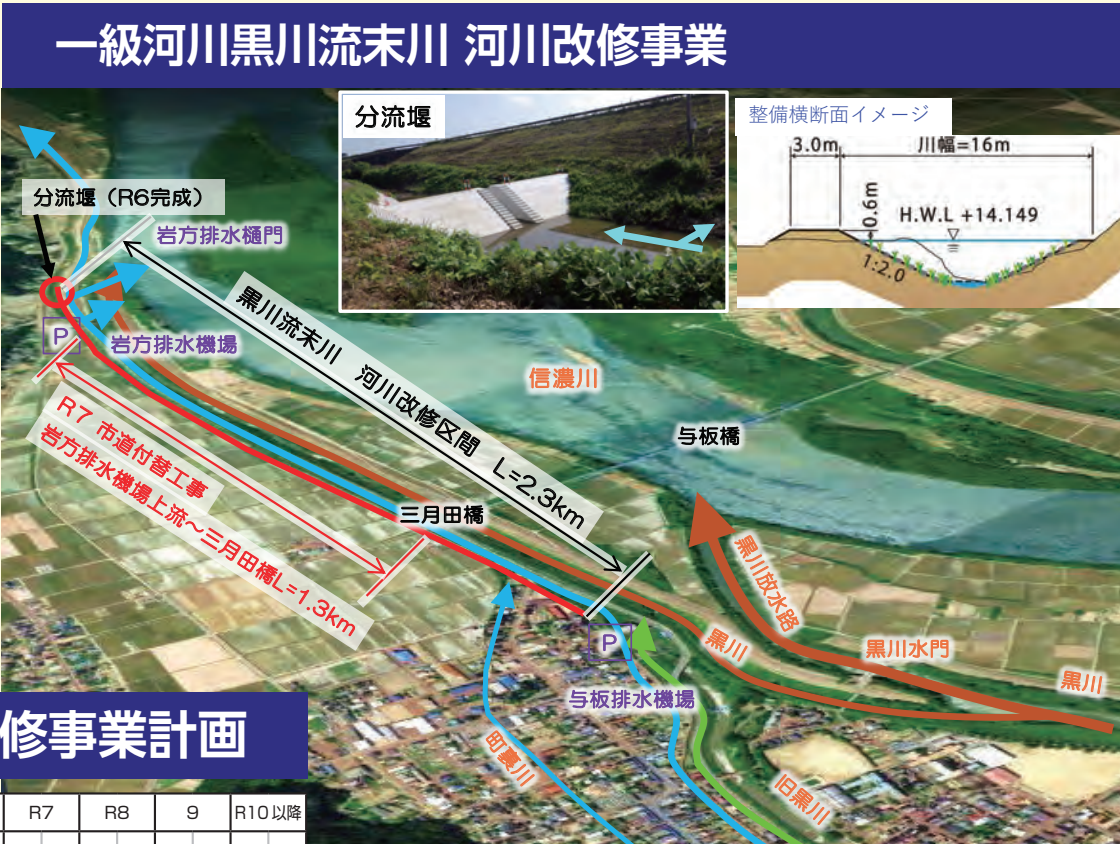 一級河川黒川流末川 河川改修事業
分流堰
整備横断面イメージ
3.0m
川幅=16m
0.6m
H.W.L +14.149
1:2.0
分流堰（R6完成）
岩方排水樋門
P
岩方排水機場
黒川流末川 河川改修区間 L=2.3km
信濃川
与板橋
R7 市道付替工事
岩方排水機場上流～三月田橋L=1.3km
三月田橋
黒川放水路
黒川水門
黒川
黒川
P
与板排水機場
町裏川
旧黒川
修事業計画
R7 R8 9 R10以降